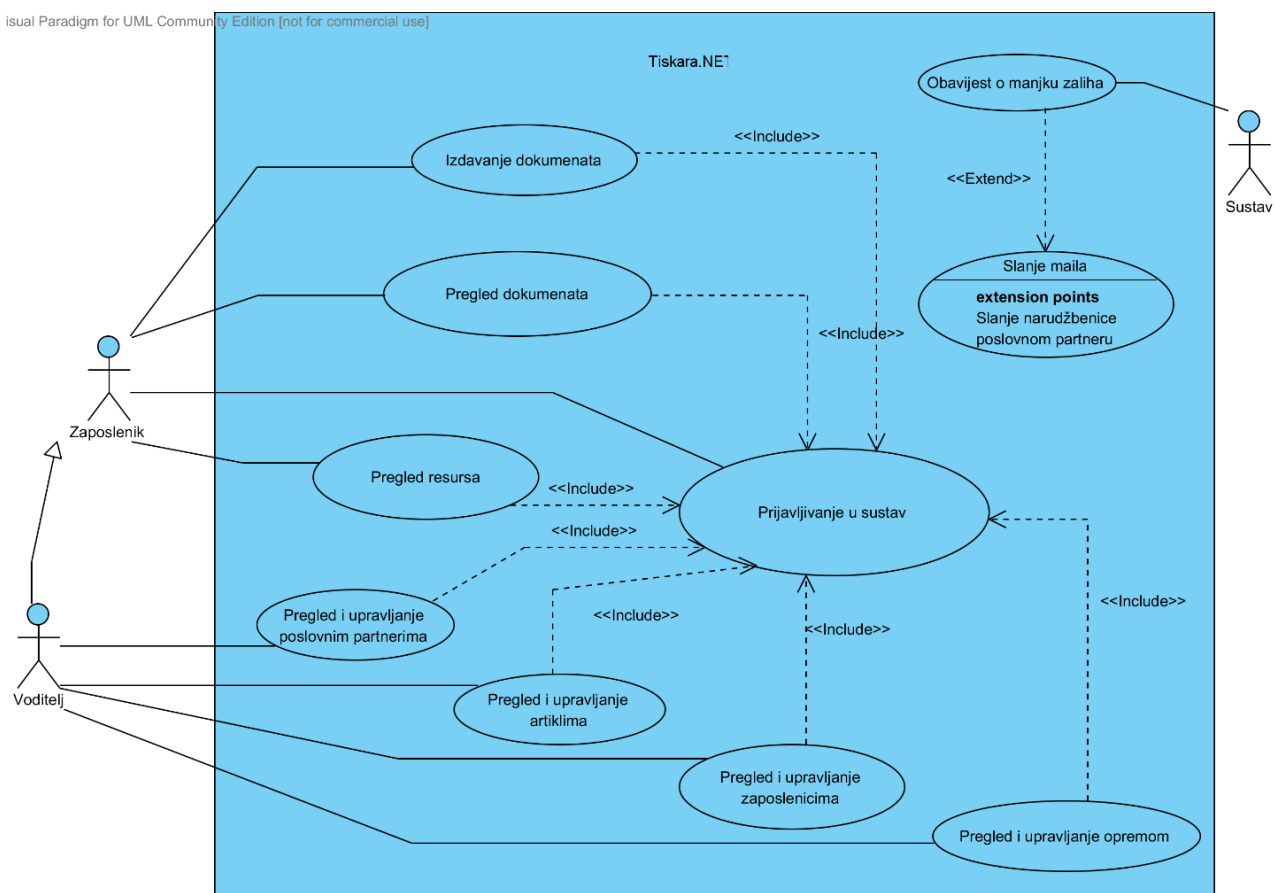 isual Paradigm for UML Community Edition [not for commercial use]
Tiskara.NET
Obavijest o manjku zaliha
<<Include>>
Izdavanje dokumenata
<<Extend>>
Sustav
Slanje maila
Pregled dokumenata
extension points
Slanje narudžbenice
poslovnom partneru
<<Include>>
Zaposlenik
Pregled resursa
<<Include>>
Prijavljivanje u sustav
<<Include>>
<<Include>>
Pregled i upravljanje
poslovnim partnerima
<<Include>>
<<Include>>
Voditelj
Pregled i upravljanje
artiklima
Pregled i upravljanje
zaposlenicima
Pregled i upravljanje opremom